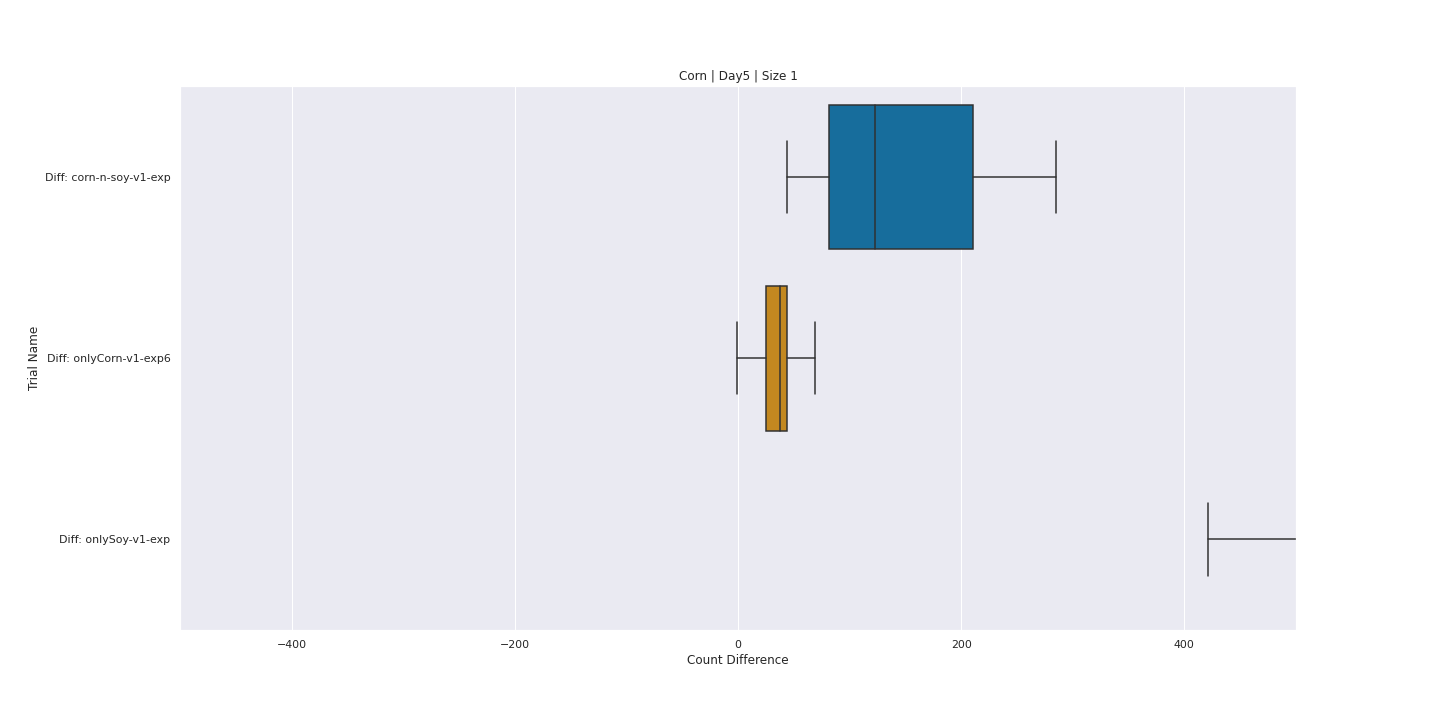 Corn | Day5 | Size 1
Diff: corn-n-soy-v1-exp
Diff: onlyCorn-v1-exp6
Diff: onlySoy-v1-exp
Trial Name
−400
−200
0
200
400
Count Difference